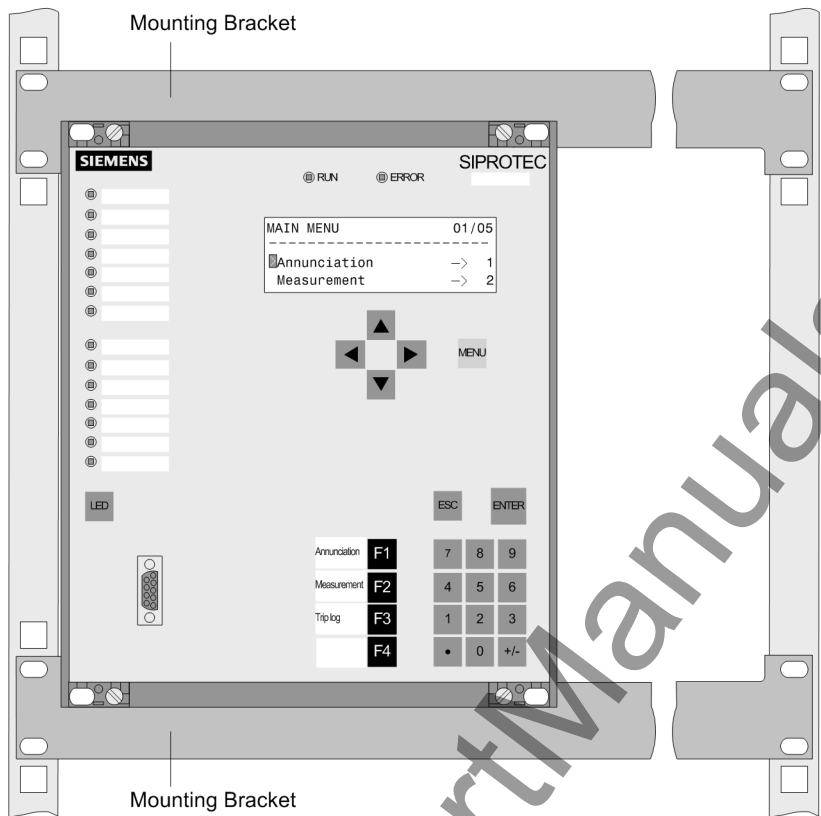 Mounting Bracket
SIEMENS
SIPROTEC
RUN ERROR
MAIN MENU 01/05
Annunciation —> 1
Measurement —> 2
MENU
LED
ESC ENTER
Annunciation F1 7 8 9
Measurement F2 4 5 6
Trip log F3 1 2 3
F4 • 0 +/-
Mounting Bracket